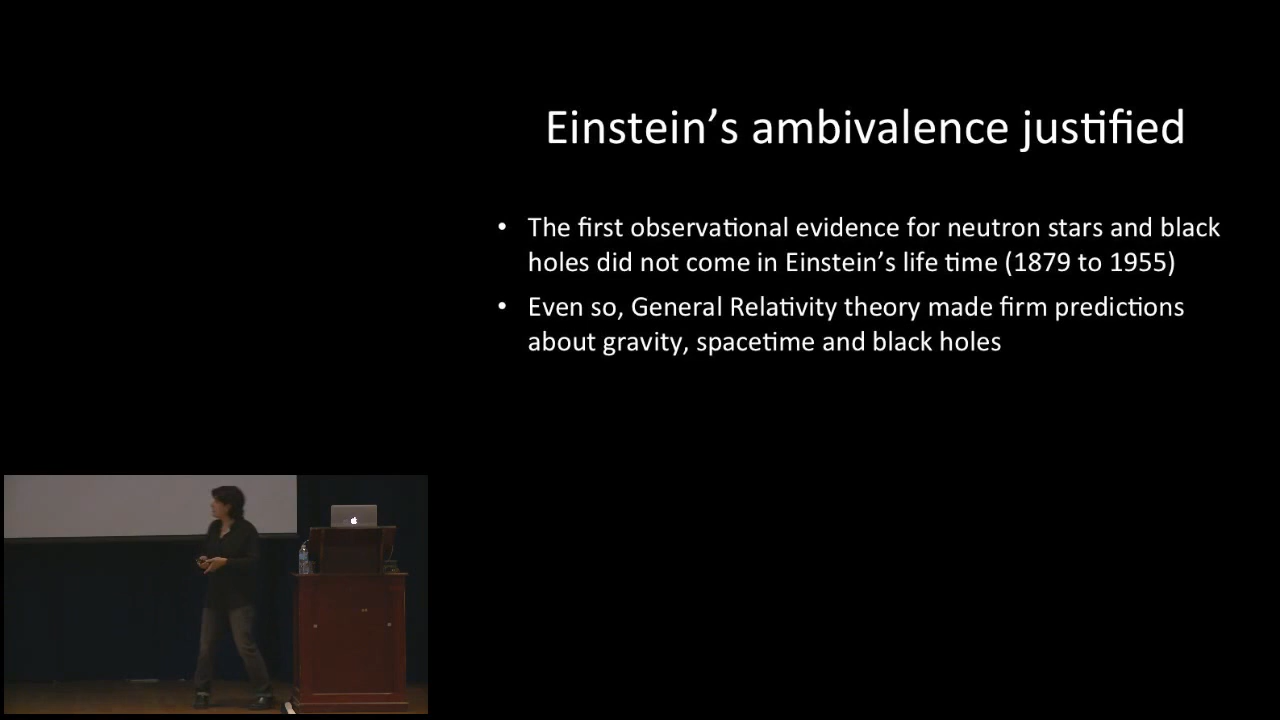 Einstein’s ambivalence justified
• The first observational evidence for neutron stars and black
holes did not come in Einstein’s life time (1879 to 1955)
• Even so, General Relativity theory made firm predictions
about gravity, spacetime and black holes